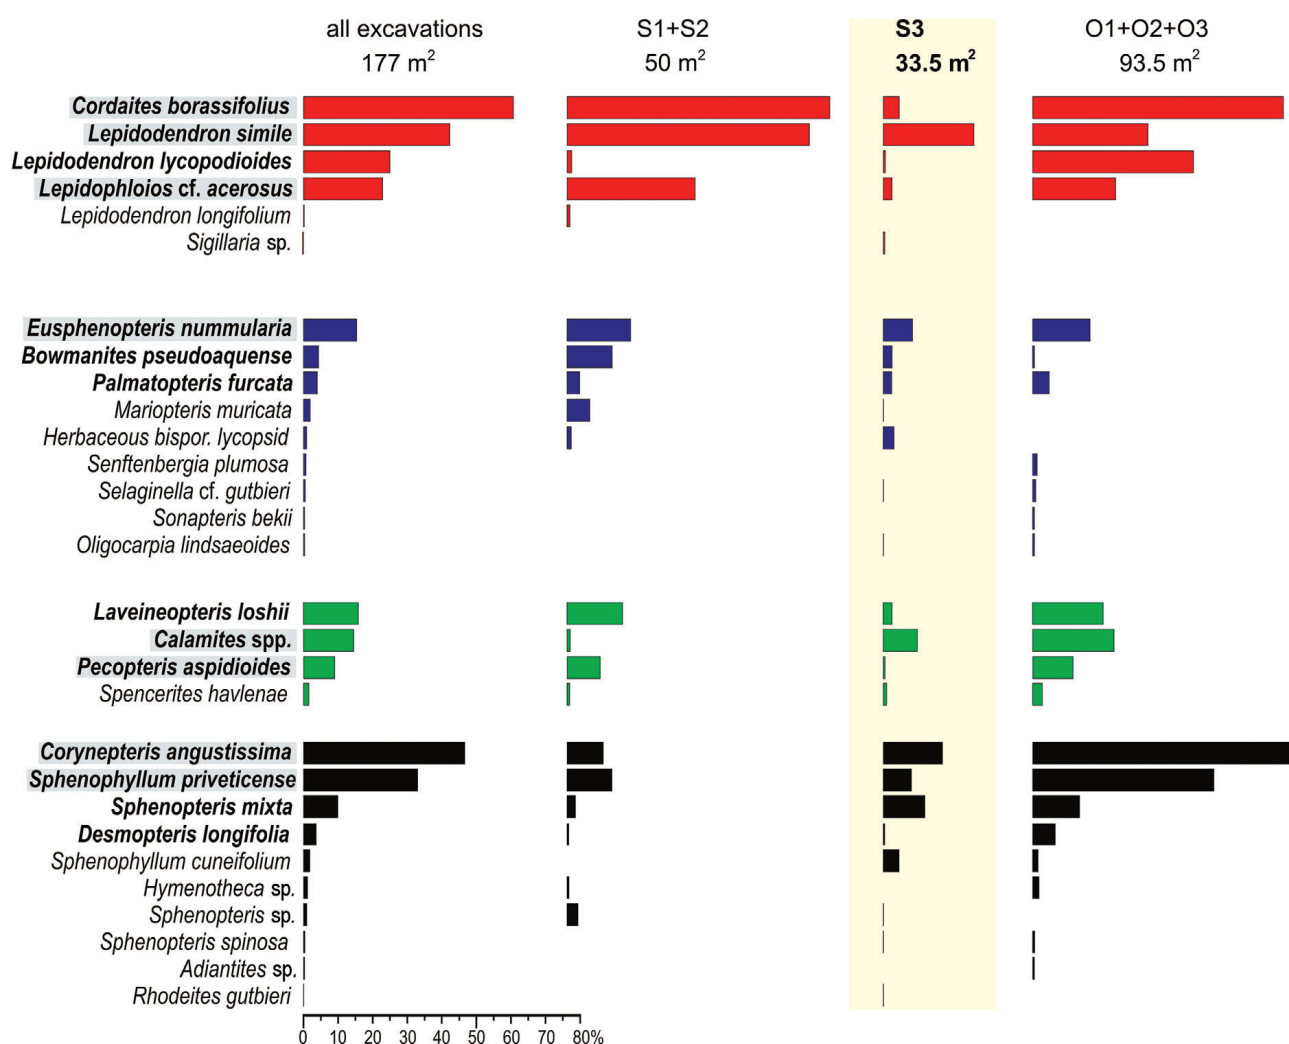 all excavations S1+S2 S3 O1+O2+O3
177 m² 50 m² 33.5 m² 93.5 m²
Cordaites borassifolius
Lepidodendron simile
Lepidodendron lycopodioides
Lepidophloios cf. acerosus
Lepidodendron longifolium
Sigillaria sp.
Eusphenopteris nummularia
Bowmanites pseudoaquense
Palmatopteris furcata
Mariopteris muricata
Herbaceous bispor. lycopsid
Senftenbergia plumosa
Selaginella cf. gutbieri
Sonapteris bekii
Oligocarpia lindsaeoides
Laveineopteris loshii
Calamites spp.
Pecopteris aspidioides
Spencerites havlenae
Corynepteris angustissima
Sphenophyllum priveticense
Sphenopteris mixta
Desmopteris longifolia
Sphenophyllum cuneifolium
Hymenotheca sp.
Sphenopteris sp.
Sphenopteris spinosa
Adiantites sp.
Rhodeites gutbieri
0 10 20 30 40 50 60 70 80%